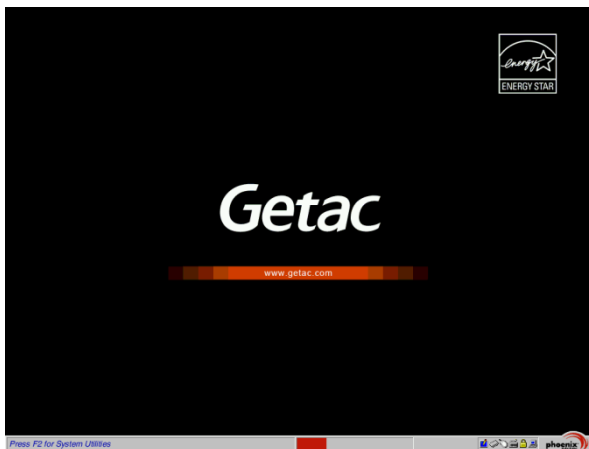 energy
ENERGY STAR
Getac
www.getac.com
Press F2 for System Utilities
phoenix